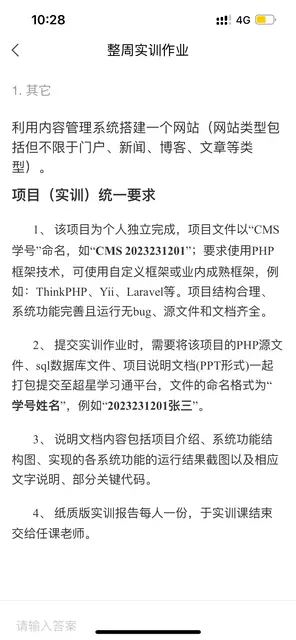 10:28
4G
整周实训作业
1. 其它
利用内容管理系统搭建一个网站（网站类型包
括但不限于门户、新闻、博客、文章等类
型）。
项目（实训）统一要求
1、 该项目为个人独立完成，项目文件以“CMS
学号”命名，如“CMS 2023231201”；要求使用PHP
框架技术，可使用自定义框架或业内成熟框架，例
如：ThinkPHP、Yii、Laravel等。项目结构合理、
系统功能完善且运行无bug、源文件和文档齐全。
2、 提交实训作业时，需要将该项目的PHP源文
件、sql数据库文件、项目说明文档(PPT形式)一起
打包提交至超星学习通平台，文件的命名格式为“
学号姓名”，例如“2023231201张三”。
3、 说明文档内容包括项目介绍、系统功能结
构图、实现的各系统功能的运行结果截图以及相应
文字说明、部分关键代码。
4、 纸质版实训报告每人一份，于实训课结束
交给任课老师。
请输入答案